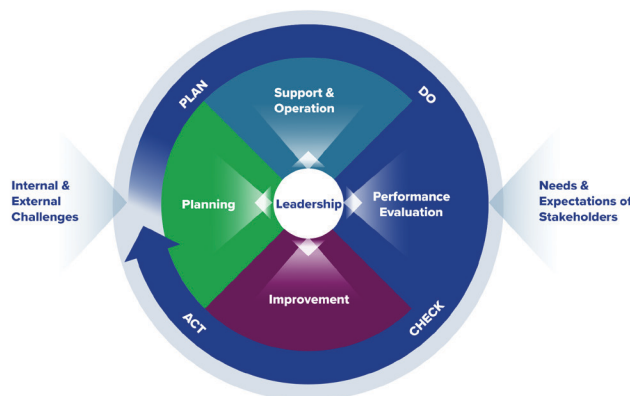 PLAN
DO
Support &
Operation
Internal &
External
Challenges
Planning
Leadership
Performance
Evaluation
Needs &
Expectations of
Stakeholders
Improvement
ACT
CHECK